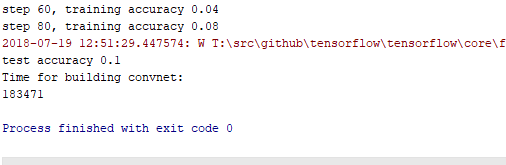 step 60, training accuracy 0.04
step 80, training accuracy 0.08
2018-07-19 12:51:29.447574: W T:\src\github\tensorflow\tensorflow\core\f
test accuracy 0.1
Time for building convnet:
183471
Process finished with exit code 0